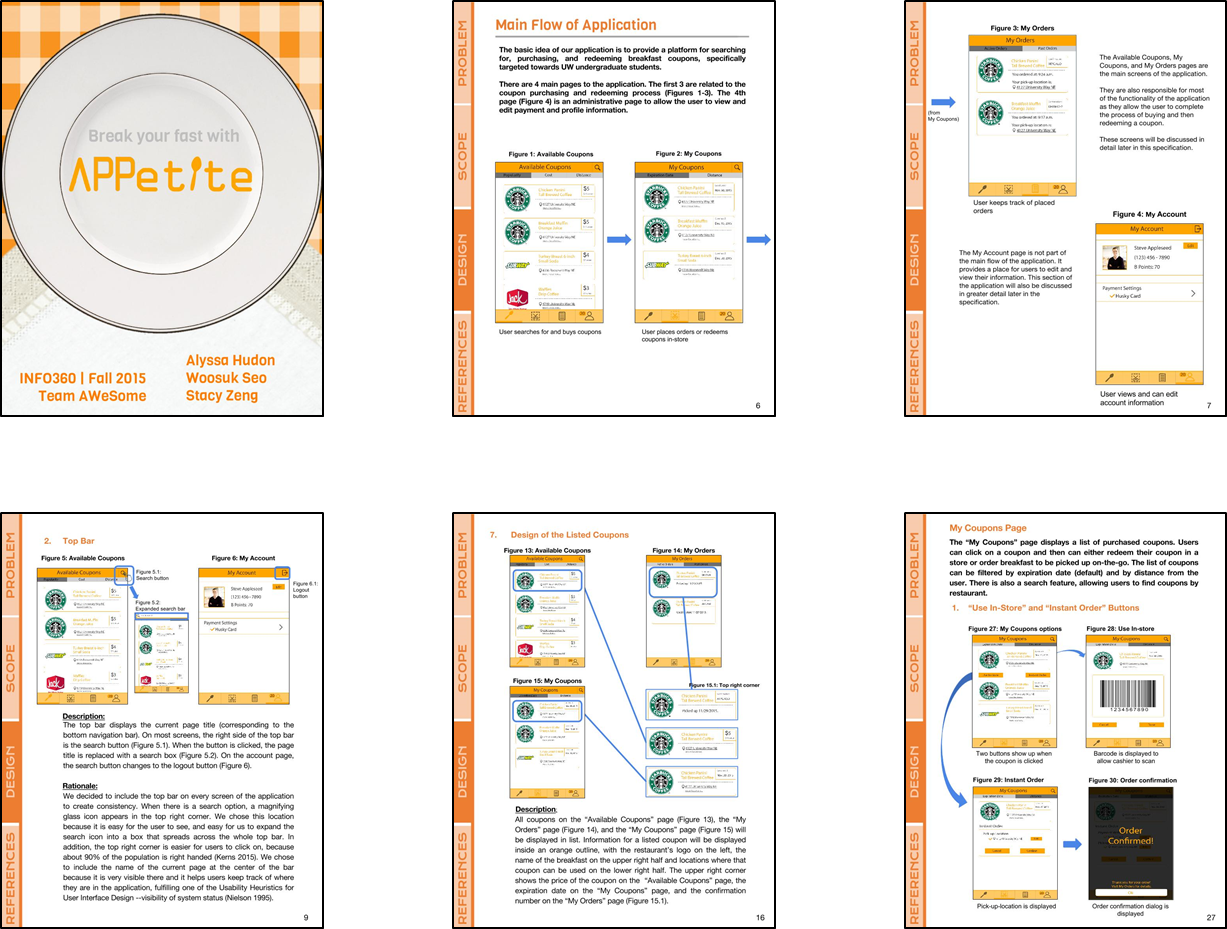 Break your fast with
APPetite
INFO360 | Fall 2015
Team AWeSome
Alyssa Hudon
Woosuk Seo
Stacy Zeng
PROBLEM
SCOPE
DESIGN
REFERENCES
Main Flow of Application
The basic idea of our application is to provide a platform for searching
for, purchasing, and redeeming breakfast coupons, specifically
targeted towards UW undergraduate students.
There are 4 main pages to the application. The first 3 are related to the
coupon purchasing and redeeming process (Figures 1-3). The 4th
page (Figure 4) is an administrative page to allow the user to view and
edit payment and profile information.
Figure 1: Available Coupons
Available Coupons
Figure 2: My Coupons
My Coupons
User searches for and buys coupons
User places orders or redeems
coupons in-store
6
PROBLEM
SCOPE
DESIGN
REFERENCES
Figure 3: My Orders
My Orders
(from
My Coupons)
User keeps track of placed
orders
The Available Coupons, My
Coupons, and My Orders pages are
the main screens of the application.
They are also responsible for most
of the functionality of the application
as they allow the user to complete
the process of buying and then
redeeming a coupon.
These screens will be discussed in
detail later in this specification.
Figure 4: My Account
My Account
Steve Appleseed
(123) 456 - 7890
B Points: 70
Payment Settings
Husky Card
The My Account page is not part of
the main flow of the application. It
provides a place for users to edit and
view their information. This section of
the application will also be discussed
in greater detail later in the
specification.
User views and can edit
account information
7
PROBLEM
SCOPE
DESIGN
REFERENCES
2. Top Bar
Figure 5: Available Coupons
Available Coupons
Figure 5.1:
Search button
Figure 5.2:
Expanded search bar
Figure 6: My Account
My Account
Steve Appleseed
(123) 456 - 7890
B Points: 70
Payment Settings
Husky Card
Figure 6.1:
Logout
button
Description:
The top bar displays the current page title (corresponding to the
bottom navigation bar). On most screens, the right side of the top bar
is the search button (Figure 5.1). When the button is clicked, the page
title is replaced with a search box (Figure 5.2). On the account page,
the search button changes to the logout button (Figure 6).
Rationale:
We decided to include the top bar on every screen of the application
to create consistency. When there is a search option, a magnifying
glass icon appears in the top right corner. We chose this location
because it is easy for the user to see, and easy for us to expand the
search icon into a box that spreads across the whole top bar. In
addition, the top right corner is easier for users to click on, because
about 90% of the population is right handed (Kerns 2015). We chose
to include the name of the current page at the center of the bar
because it is very visible there and it helps users keep track of where
they are in the application, fulfilling one of the Usability Heuristics for
User Interface Design --visibility of system status (Nielson 1995).
9
PROBLEM
SCOPE
DESIGN
REFERENCES
7. Design of the Listed Coupons
Figure 13: Available Coupons
Available Coupons
Figure 14: My Orders
My Orders
Figure 15: My Coupons
My Coupons
Figure 15.1: Top right corner
Description:
All coupons on the “Available Coupons” page (Figure 13), the “My
Orders” page (Figure 14), and the “My Coupons” page (Figure 15) will
be displayed in list. Information for a listed coupon will be displayed
inside an orange outline, with the restaurant's logo on the left, the
name of the breakfast on the upper right half and locations where that
coupon can be used on the lower right half. The upper right corner
shows the price of the coupon on the “Available Coupons” page, the
expiration date on the “My Coupons” page, and the confirmation
number on the “My Orders” page (Figure 15.1).
16
PROBLEM
SCOPE
DESIGN
REFERENCES
My Coupons Page
The “My Coupons” page displays a list of purchased coupons. Users
can click on a coupon and then can either redeem their coupon in a
store or order breakfast to be picked up on-the-go. The list of coupons
can be filtered by expiration date (default) and by distance from the
user. There is also a search feature, allowing users to find coupons by
restaurant.
1. “Use In-Store” and “Instant Order” Buttons
Figure 27: My Coupons options
My Coupons
Figure 28: Use In-store
My Coupons
1234567890
Two buttons show up when
the coupon is clicked
Barcode is displayed to
allow cashier to scan
Figure 29: Instant Order
My Coupons
Figure 30: Order confirmation
Order
Confirmed!
Pick-up-location is displayed
Order confirmation dialog is
displayed
27